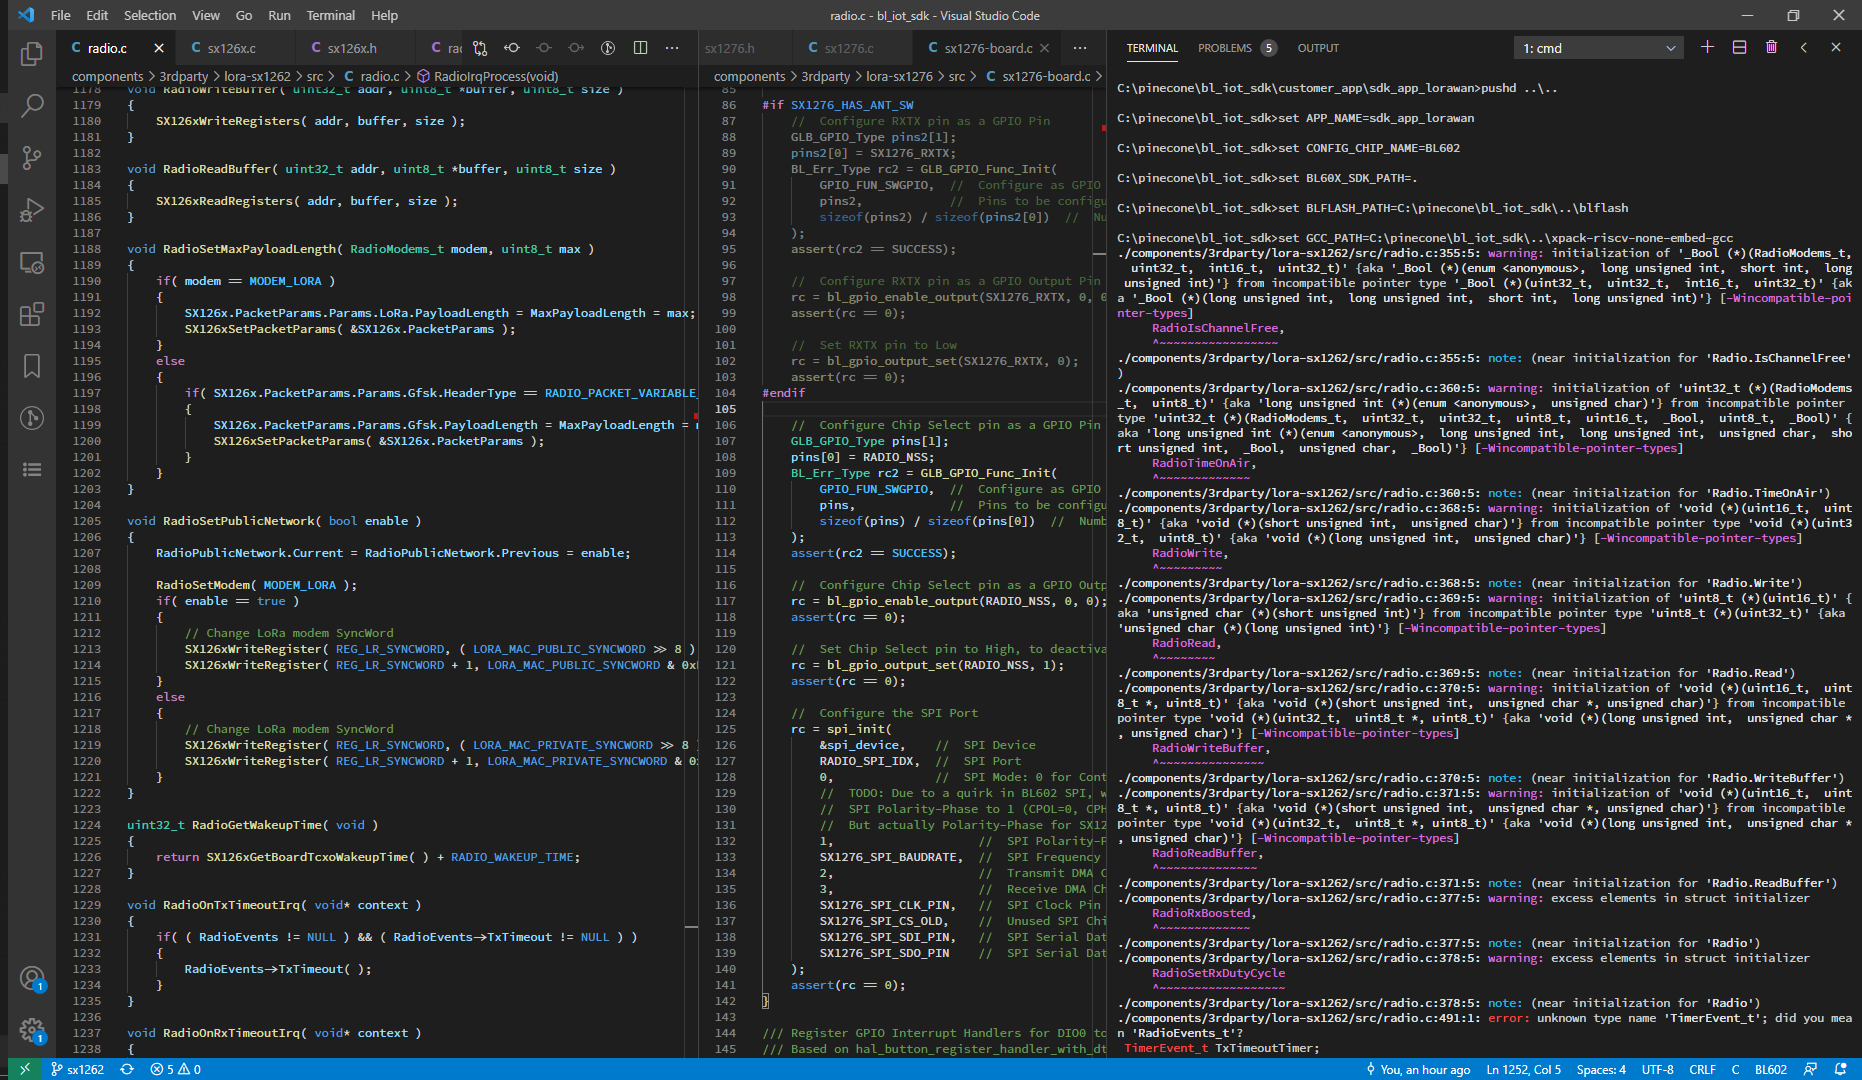 File Edit Selection View Go Run Terminal Help
radio.c - bl_iot_sdk - Visual Studio Code
C radio.c
C sx126x.c
C sx126x.h
C rac
components > 3rdparty > lora-sx1262 > src > C radio.c > RadioIrqProcess(void)
1178 void RadioWriteBuffer( uint32_t addr, uint8_t *buffer, uint8_t size )
1179 {
1180 SX126xWriteRegisters( addr, buffer, size );
1181 }
1182
1183 void RadioReadBuffer( uint32_t addr, uint8_t *buffer, uint8_t size )
1184 {
1185 SX126xReadRegisters( addr, buffer, size );
1186 }
1187
1188 void RadioSetMaxPayloadLength( RadioModems_t modem, uint8_t max )
1189 {
1190 if( modem == MODEM_LORA )
1191 {
1192 SX126x.PacketParams.Params.LoRa.PayloadLength = MaxPayloadLength = max;
1193 SX126xSetPacketParams( &SX126x.PacketParams );
1194 }
1195 else
1196 {
1197 if( SX126x.PacketParams.Params.Gfsk.HeaderType == RADIO_PACKET_VARIABLE_
1198 {
1199 SX126x.PacketParams.Params.Gfsk.PayloadLength = MaxPayloadLength =
1200 SX126xSetPacketParams( &SX126x.PacketParams );
1201 }
1202 }
1203 }
1204
1205 void RadioSetPublicNetwork( bool enable )
1206 {
1207 RadioPublicNetwork.Current = RadioPublicNetwork.Previous = enable;
1208
1209 RadioSetModem( MODEM_LORA );
1210 if( enable == true )
1211 {
1212 // Change LoRa modem SyncWord
1213 SX126xWriteRegister( REG_LR_SYNCWORD, ( LORA_MAC_PUBLIC_SYNCWORD >> 8 )
1214 SX126xWriteRegister( REG_LR_SYNCWORD + 1, LORA_MAC_PUBLIC_SYNCWORD & 0x
1215 }
1216 else
1217 {
1218 // Change LoRa modem SyncWord
1219 SX126xWriteRegister( REG_LR_SYNCWORD, ( LORA_MAC_PRIVATE_SYNCWORD >> 8
1220 SX126xWriteRegister( REG_LR_SYNCWORD + 1, LORA_MAC_PRIVATE_SYNCWORD & 0
1221 }
1222 }
1223
1224 uint32_t RadioGetWakeupTime( void )
1225 {
1226 return SX126xGetBoardTcxoWakeupTime( ) + RADIO_WAKEUP_TIME;
1227 }
1228
1229 void RadioOnTxTimeoutIrq( void* context )
1230 {
1231 if( ( RadioEvents != NULL ) && ( RadioEvents->TxTimeout != NULL ) )
1232 {
1233 RadioEvents->TxTimeout( );
1234 }
1235 }
1236
1237 void RadioOnRxTimeoutIrq( void* context )
1238 {
sx1276.h
C sx1276.c
C sx1276-board.c
components > 3rdparty > lora-sx1276 > src > C sx1276-board.c >
85
86 #if SX1276_HAS_ANT_SW
87 // Configure RXTX pin as a GPIO Pin
88 GLB_GPIO_Type pins2[1];
89 pins2[0] = SX1276_RXTX;
90 BL_Err_Type rc2 = GLB_GPIO_Func_Init(
91 GPIO_FUN_SWGPIO, // Configure as GPIO
92 pins2, // Pins to be configu
93 sizeof(pins2) / sizeof(pins2[0]) // Nu
94 );
95 assert(rc2 == SUCCESS);
96
97 // Configure RXTX pin as a GPIO Output Pin
98 rc = bl_gpio_enable_output(SX1276_RXTX, 0, 0
99 assert(rc == 0);
100
101 // Set RXTX pin to Low
102 rc = bl_gpio_output_set(SX1276_RXTX, 0);
103 assert(rc == 0);
104 #endif
105
106 // Configure Chip Select pin as a GPIO Pin
107 GLB_GPIO_Type pins[1];
108 pins[0] = RADIO_NSS;
109 BL_Err_Type rc2 = GLB_GPIO_Func_Init(
110 GPIO_FUN_SWGPIO, // Configure as GPIO
111 pins, // Pins to be configu
112 sizeof(pins) / sizeof(pins[0]) // Numb
113 );
114 assert(rc2 == SUCCESS);
115
116 // Configure Chip Select pin as a GPIO Outp
117 rc = bl_gpio_enable_output(RADIO_NSS, 0, 0);
118 assert(rc == 0);
119
120 // Set Chip Select pin to High, to deactiva
121 rc = bl_gpio_output_set(RADIO_NSS, 1);
122 assert(rc == 0);
123
124 // Configure the SPI Port
125 rc = spi_init(
126 &spi_device, // SPI Device
127 RADIO_SPI_IDX, // SPI Port
128 0, // SPI Mode: 0 for Cont
129 // TODO: Due to a quirk in BL602 SPI, w
130 // SPI Polarity-Phase to 1 (CPOL=0, CPH
131 // But actually Polarity-Phase for SX12
132 1, // SPI Polarity-P
133 SX1276_SPI_BAUDRATE, // SPI Frequency
134 2, // Transmit DMA C
135 3, // Receive DMA Ch
136 SX1276_SPI_CLK_PIN, // SPI Clock Pin
137 SX1276_SPI_CS_OLD, // Unused SPI Chi
138 SX1276_SPI_SDI_PIN, // SPI Serial Dat
139 SX1276_SPI_SDO_PIN // SPI Serial Dat
140 );
141 assert(rc == 0);
142 }
143
144 /// Register GPIO Interrupt Handlers for DIO0 to
145 /// Based on hal_button_register_handler_with_dt
TERMINAL PROBLEMS 5 OUTPUT 1: cmd
C:\pinecone\bl_iot_sdk\customer_app\sdk_app_lorawan>pushd ..\..
C:\pinecone\bl_iot_sdk>set APP_NAME=sdk_app_lorawan
C:\pinecone\bl_iot_sdk>set CONFIG_CHIP_NAME=BL602
C:\pinecone\bl_iot_sdk>set BL60X_SDK_PATH=.
C:\pinecone\bl_iot_sdk>set BLFLASH_PATH=C:\pinecone\bl_iot_sdk\..\blflash
C:\pinecone\bl_iot_sdk>set GCC_PATH=C:\pinecone\bl_iot_sdk\..\xpack-riscv-none-embed-gcc
./components/3rdparty/lora-sx1262/src/radio.c:355:5: warning: initialization of '_Bool (*)(RadioModems_t,
uint32_t, int16_t, uint32_t)' {aka '_Bool (*)(enum <anonymous>, long unsigned int, short int, long
unsigned int)'} from incompatible pointer type '_Bool (*)(uint32_t, uint32_t, int16_t, uint32_t)' {ak
a '_Bool (*)(long unsigned int, long unsigned int, short int, long unsigned int)'} [-Wincompatible-poi
nter-types]
RadioIsChannelFree,
^~~~~~~~~~~~~~~~~~
./components/3rdparty/lora-sx1262/src/radio.c:355:5: note: (near initialization for 'Radio.IsChannelFree'
)
./components/3rdparty/lora-sx1262/src/radio.c:360:5: warning: initialization of 'uint32_t (*)(RadioModems
_t, uint8_t)' {aka 'long unsigned int (*)(enum <anonymous>, unsigned char)'} from incompatible pointer
type 'uint32_t (*)(RadioModems_t, uint32_t, uint32_t, uint8_t, uint16_t, _Bool, uint8_t, _Bool)' {
aka 'long unsigned int (*)(enum <anonymous>, long unsigned int, long unsigned int, unsigned char, sho
rt unsigned int, _Bool, unsigned char, _Bool)'} [-Wincompatible-pointer-types]
RadioTimeOnAir,
^~~~~~~~~~~~~~
./components/3rdparty/lora-sx1262/src/radio.c:360:5: note: (near initialization for 'Radio.TimeOnAir')
./components/3rdparty/lora-sx1262/src/radio.c:368:5: warning: initialization of 'void (*)(uint16_t, uint
8_t)' {aka 'void (*)(short unsigned int, unsigned char)'} from incompatible pointer type 'void (*)(uint3
2_t, uint8_t)' {aka 'void (*)(long unsigned int, unsigned char)'} [-Wincompatible-pointer-types]
RadioWrite,
^~~~~~~~~~
./components/3rdparty/lora-sx1262/src/radio.c:368:5: note: (near initialization for 'Radio.Write')
./components/3rdparty/lora-sx1262/src/radio.c:369:5: warning: initialization of 'uint8_t (*)(uint16_t)' {
aka 'unsigned char (*)(short unsigned int)'} from incompatible pointer type 'uint8_t (*)(uint32_t)' {aka
'unsigned char (*)(long unsigned int)'} [-Wincompatible-pointer-types]
RadioRead,
^~~~~~~~~
./components/3rdparty/lora-sx1262/src/radio.c:369:5: note: (near initialization for 'Radio.Read')
./components/3rdparty/lora-sx1262/src/radio.c:370:5: warning: initialization of 'void (*)(uint16_t, uint
8_t *, uint8_t)' {aka 'void (*)(short unsigned int, unsigned char *, unsigned char)'} from incompatible
pointer type 'void (*)(uint32_t, uint8_t *, uint8_t)' {aka 'void (*)(long unsigned int, unsigned char *
, unsigned char)'} [-Wincompatible-pointer-types]
RadioWriteBuffer,
^~~~~~~~~~~~~~~~
./components/3rdparty/lora-sx1262/src/radio.c:370:5: note: (near initialization for 'Radio.WriteBuffer')
./components/3rdparty/lora-sx1262/src/radio.c:371:5: warning: initialization of 'void (*)(uint16_t, uint
8_t *, uint8_t)' {aka 'void (*)(short unsigned int, unsigned char *, unsigned char)'} from incompatible
pointer type 'void (*)(uint32_t, uint8_t *, uint8_t)' {aka 'void (*)(long unsigned int, unsigned char *
, unsigned char)'} [-Wincompatible-pointer-types]
RadioReadBuffer,
^~~~~~~~~~~~~~~
./components/3rdparty/lora-sx1262/src/radio.c:371:5: note: (near initialization for 'Radio.ReadBuffer')
./components/3rdparty/lora-sx1262/src/radio.c:377:5: warning: excess elements in struct initializer
RadioRxBoosted,
^~~~~~~~~~~~~~
./components/3rdparty/lora-sx1262/src/radio.c:377:5: note: (near initialization for 'Radio')
./components/3rdparty/lora-sx1262/src/radio.c:378:5: warning: excess elements in struct initializer
RadioSetRxDutyCycle
^~~~~~~~~~~~~~~~~~~
./components/3rdparty/lora-sx1262/src/radio.c:378:5: note: (near initialization for 'Radio')
./components/3rdparty/lora-sx1262/src/radio.c:491:1: error: unknown type name 'TimerEvent_t'; did you mea
n 'RadioEvents_t'?
TimerEvent_t TxTimeoutTimer;
1
1
sx1262 5 0 You, an hour ago Ln 1252, Col 5 Spaces: 4 UTF-8 CRLF C BL602